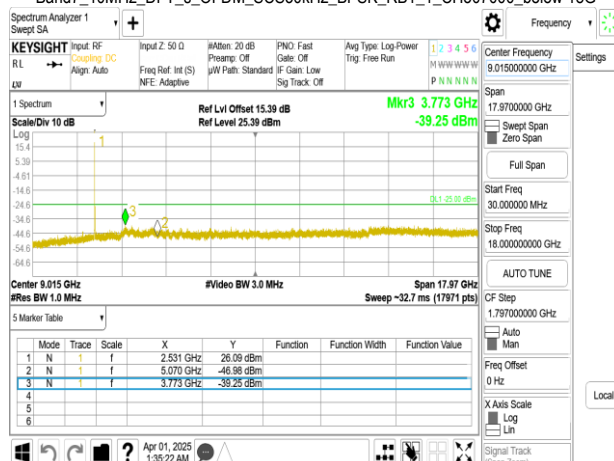 Spectrum Analyzer 1
Swept SA
+
Frequency
KEYSIGHT Input: RF
Coupling: DC
Align: Auto
RL
Input Z: 50 Ω
Freq Ref: Int (S)
NFE: Adaptive
#Atten: 20 dB
Preamp: Off
µW Path: Standard
PNO: Fast
Gate: Off
IF Gain: Low
Sig Track: Off
Avg Type: Log-Power
Trig: Free Run
1 2 3 4 5 6
M W W W W W
P N N N N N
Center Frequency
9.015000000 GHz
Settings
Span
17.9700000 GHz
Swept Span
Zero Span
Full Span
Start Freq
30.000000 MHz
Stop Freq
18.000000000 GHz
AUTO TUNE
CF Step
1.797000000 GHz
Auto
Man
Freq Offset
0 Hz
X Axis Scale
Log
Lin
Local
Signal Track
1 Spectrum
Scale/Div 10 dB
Ref Lvl Offset 15.39 dB
Ref Level 25.39 dBm
Mkr3 3.773 GHz
-39.25 dBm
Log
15.4
5.39
-4.61
-14.6
-24.6
-34.6
-44.6
-54.6
-64.6
1
3
2
DL1 -25.00 dBm
Center 9.015 GHz
#Video BW 3.0 MHz
Span 17.97 GHz
#Res BW 1.0 MHz
Sweep ~32.7 ms (17971 pts)
5 Marker Table
Mode Trace Scale X Y Function Function Width Function Value
1 N 1 f 2.531 GHz 26.09 dBm
2 N 1 f 5.070 GHz -46.98 dBm
3 N 1 f 3.773 GHz -39.25 dBm
4
5
6
?
Apr 01, 2025
1:35:22 AM